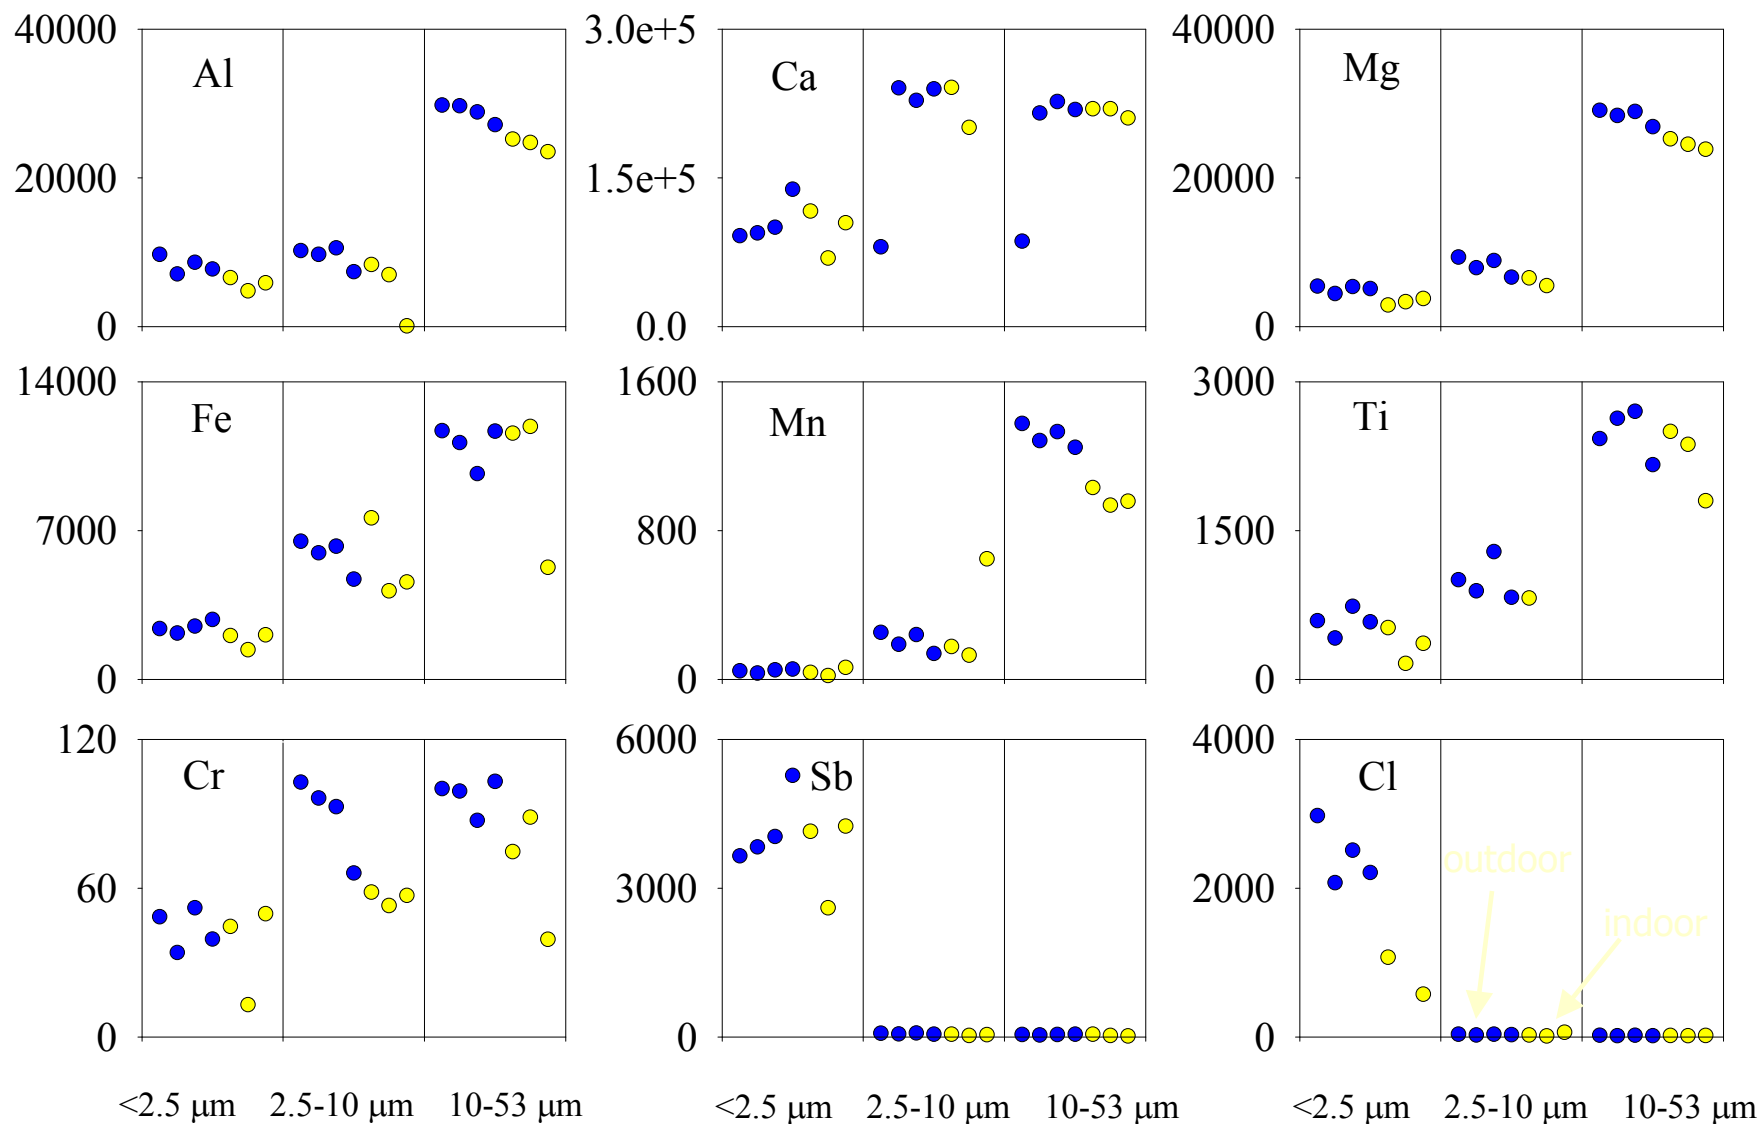 40000
20000
0
Al
3.0e+5
1.5e+5
0.0
Ca
40000
20000
0
Mg
14000
7000
0
Fe
1600
800
0
Mn
3000
1500
0
Ti
120
60
0
Cr
6000
3000
0
Sb
4000
2000
0
Cl
outdoor
indoor
<2.5 μm 2.5-10 μm 10-53 μm
<2.5 μm 2.5-10 μm 10-53 μm
<2.5 μm 2.5-10 μm 10-53 μm